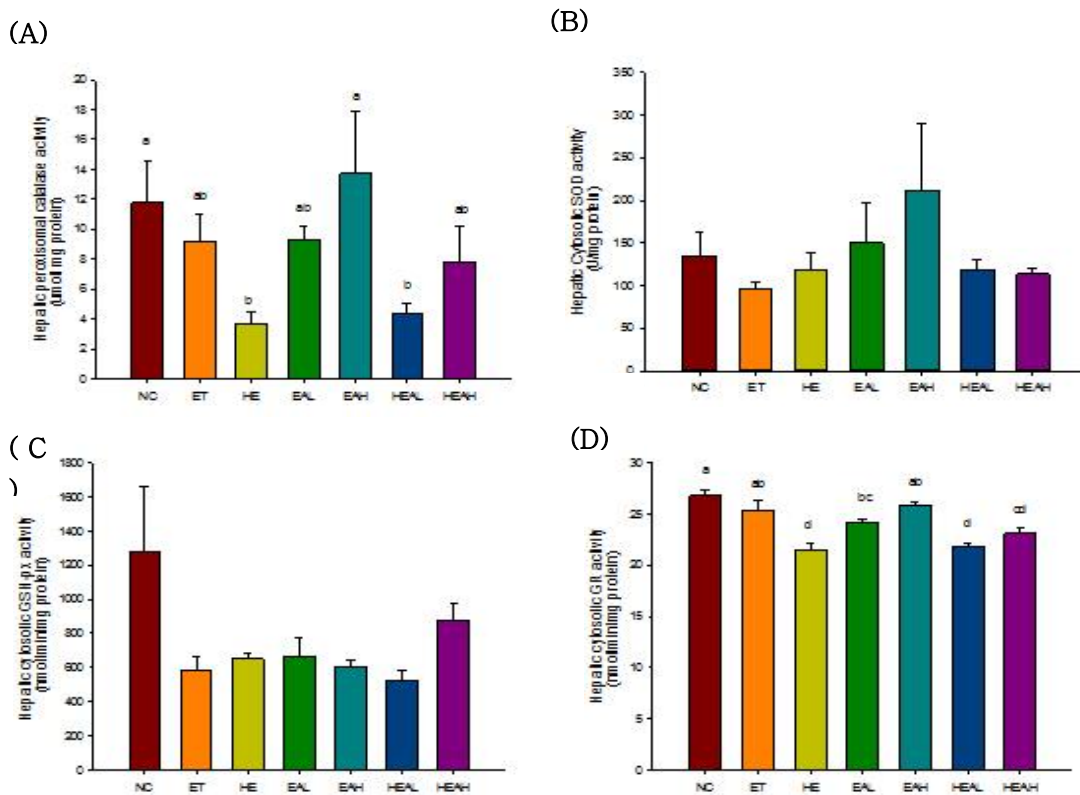 (A)
Hepatic peroxisomal catalase activity
(μmol/mg protein)
20
18
16
14
12
10
8
6
4
2
0
a
ab
b
ab
a
b
ab
NC ET HE EAL EAH HEAL HEAH
(B)
Hepatic Cytosolic SOD activity
(U/mg protein)
350
300
250
200
150
100
50
0
NC ET HE EAL EAH HEAL HEAH
( C
)
Hepatic cytosolic GSH-px activity
(nmol/min/mg protein)
1800
1600
1400
1200
1000
800
600
400
200
0
NC ET HE EAL EAH HEAL HEAH
(D)
Hepatic cytosolic GR activity
(nmol/min/mg protein)
30
25
20
15
10
5
0
a
ab
d
bc
ab
d
cd
NC ET HE EAL EAH HEAL HEAH